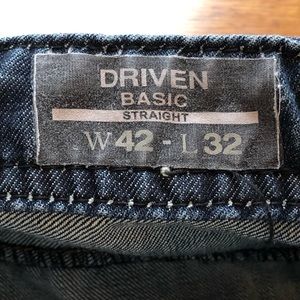 DRIVEN
BASIC
STRAIGHT
W42 - L32